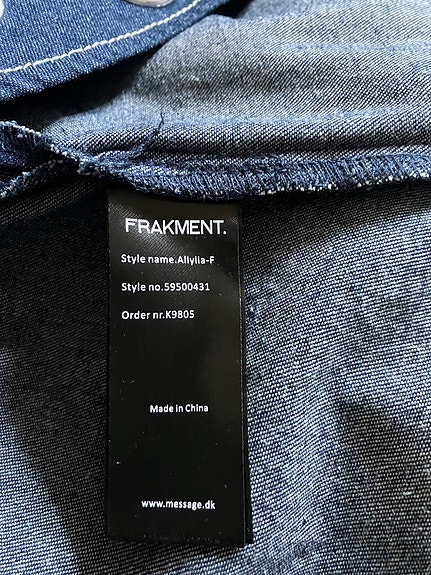 FRAKMENT.
Style name.Allylia-F
Style no.59500431
Order nr.K9805
Made in China
www.message.dk